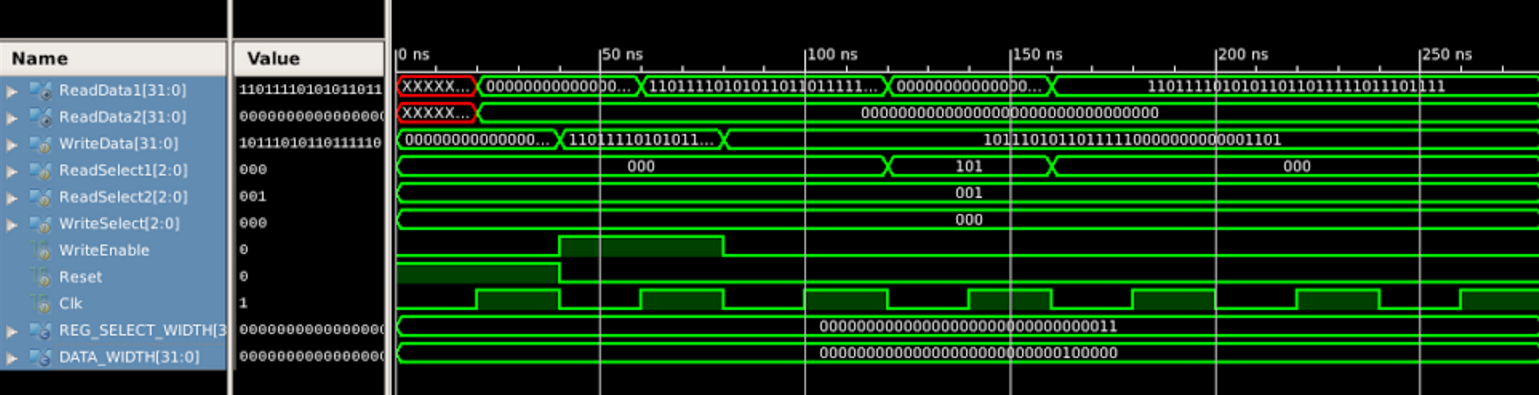 Name Value 0 ns 50 ns 100 ns 150 ns 200 ns 250 ns
ReadData1[31:0] 11011110101011011 XXXXX... 00000000000000... 11011110101011011011111... 00000000000000... 11011110101011011011111011101101
ReadData2[31:0] 0000000000000000 XXXXX... 00000000000000000000000000000000
WriteData[31:0] 10111010110111110 00000000000000... 11011110101011... 10111010110111110000000000001101
ReadSelect1[2:0] 000 000 101 000
ReadSelect2[2:0] 001 001
WriteSelect[2:0] 000 000
WriteEnable 0
Reset 0
Clk 1
REG_SELECT_WIDTH[3 0000000000000000 00000000000000000000000000000011
DATA_WIDTH[31:0] 0000000000000000 00000000000000000000000000100000